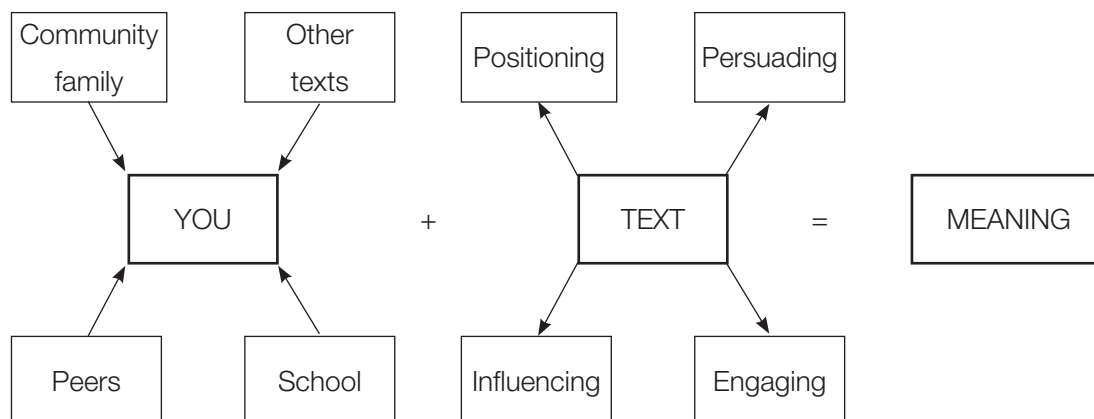 Community
family
Other
texts
Positioning
Persuading
YOU
+
TEXT
=
MEANING
Peers
School
Influencing
Engaging